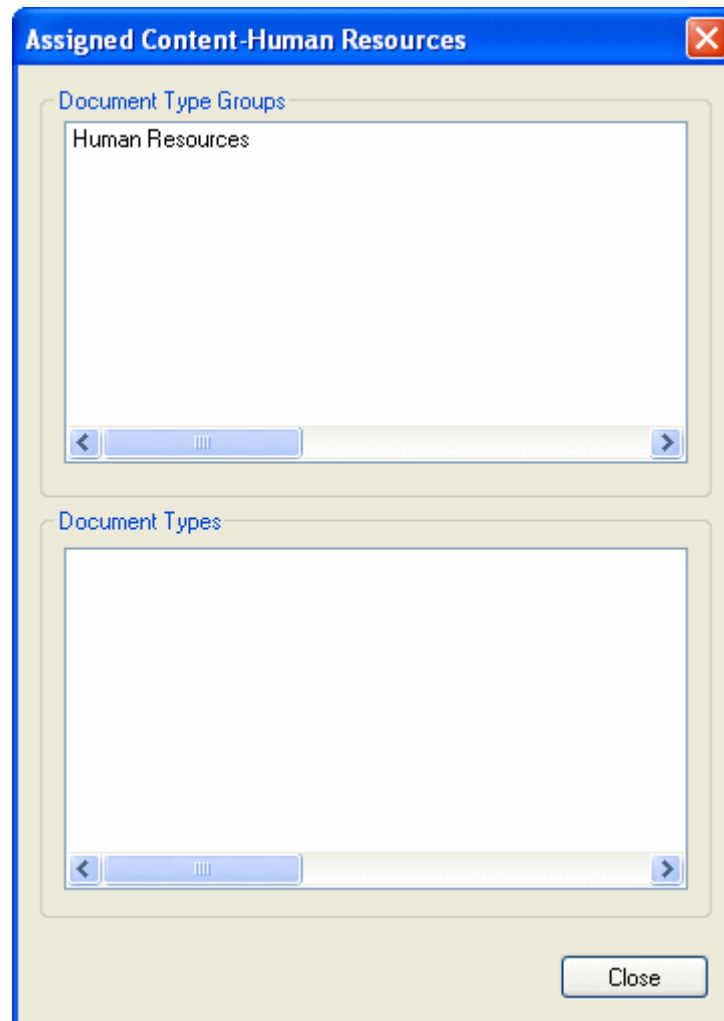 Assigned Content-Human Resources
Document Type Groups
Human Resources
Document Types
Close